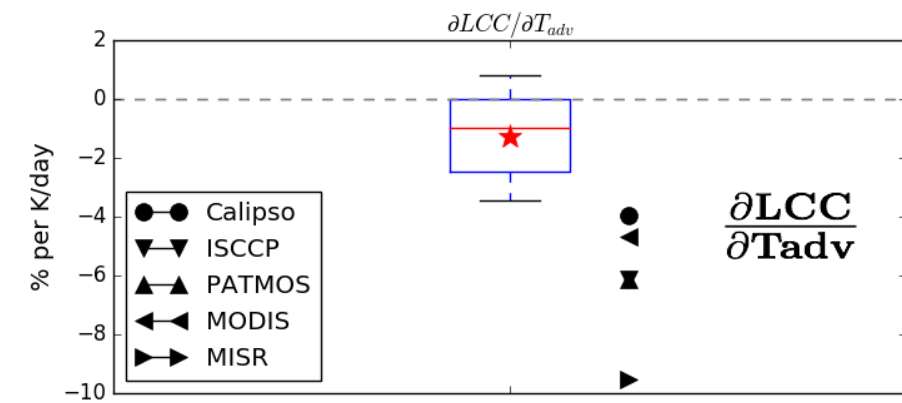 ∂LCC/∂T_adv
2
0
−2
−4
−6
−8
−10
% per K/day
Calipso
ISCCP
PATMOS
MODIS
MISR
∂LCC
∂Tadv